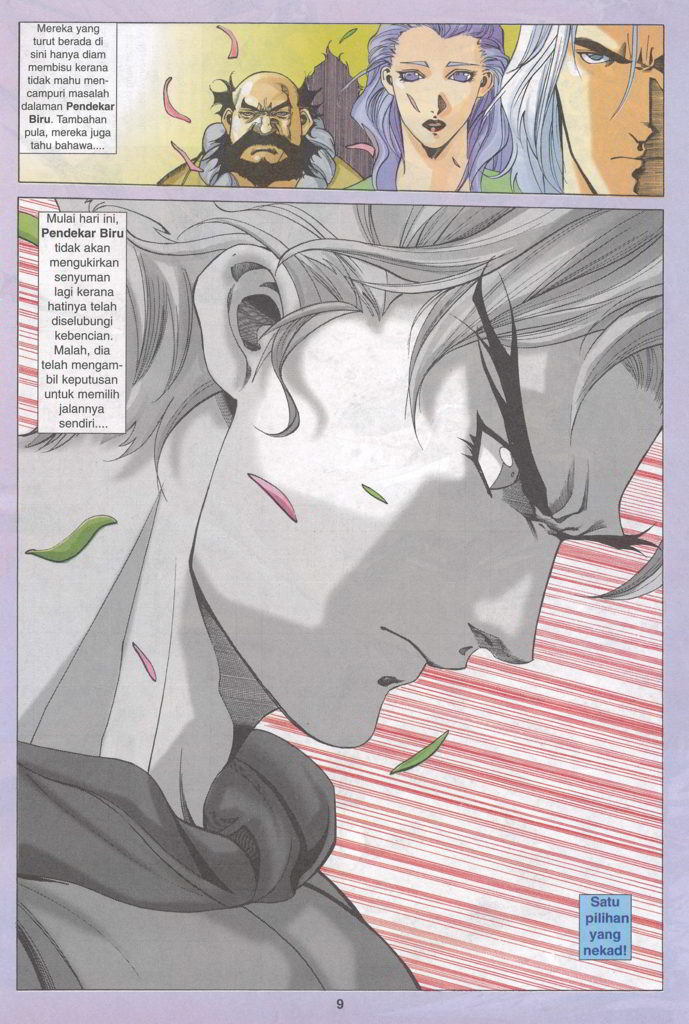 Mereka yang
turut berada di
sini hanya diam
membisu kerana
tidak mahu men-
campuri masalah
dalaman Pendekar
Biru. Tambahan
pula, mereka juga
tahu bahawa....
Mulai hari ini,
Pendekar Biru
tidak akan
mengukirkan
senyuman
lagi kerana
hatinya telah
diselubungi
kebencian.
Malah, dia
telah mengam-
bil keputusan
untuk memilih
jalannya
sendiri....
Satu
pilihan
yang
nekad!
9